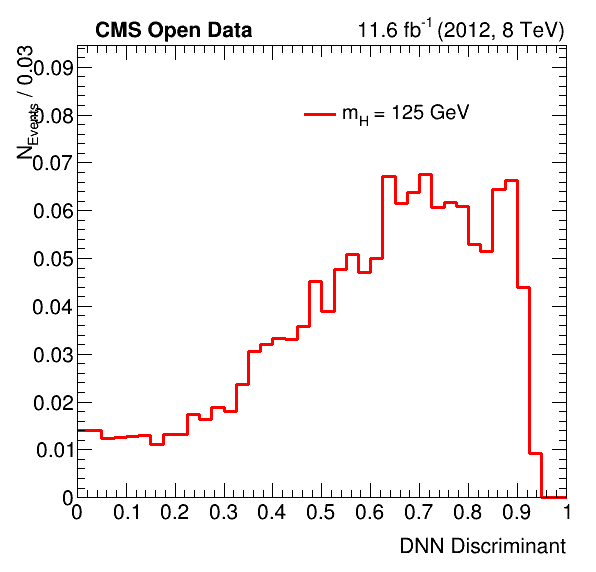 CMS Open Data 11.6 fb-1 (2012, 8 TeV)
NEvents / 0.03
mH = 125 GeV
0.09
0.08
0.07
0.06
0.05
0.04
0.03
0.02
0.01
0
0 0.1 0.2 0.3 0.4 0.5 0.6 0.7 0.8 0.9 1
DNN Discriminant